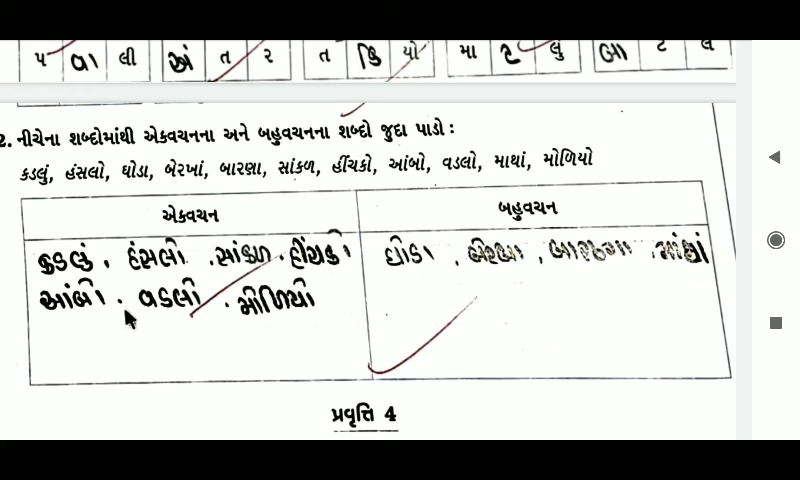 પ વા લી અં ત ર ત કિ યો મા ટ લું બા ટ લ
2. નીચેના શબ્દોમાંથી એકવચનના અને બહુવચનના શબ્દો જુદા પાડો :
કડલું, હંસલો, ઘોડા, બેરખાં, બારણા, સાંકળ, હીંચકો, આંબો, વડલો, માથાં, મોળિયો
એકવચન બહુવચન
કડલું . હંસલો . સાંકળ . હીંચકો ઘોડા . બેરખા , બારણા . માથાં
આંબો . વડલો . મોળિયો
પ્રવૃત્તિ 4